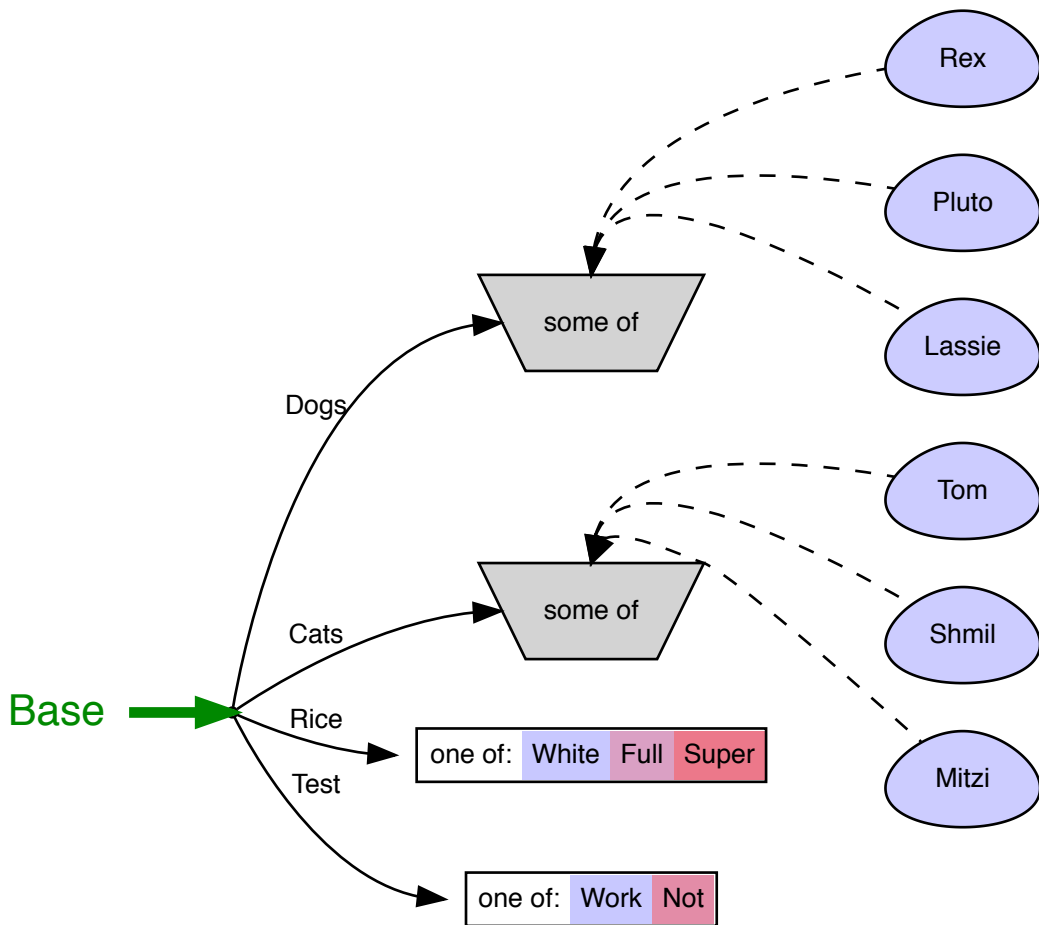 Rex
Pluto
some of
Lassie
Dogs
Tom
some of
Cats
Shmil
Base
Rice
one of: White Full Super
Test
Mitzi
one of: Work Not